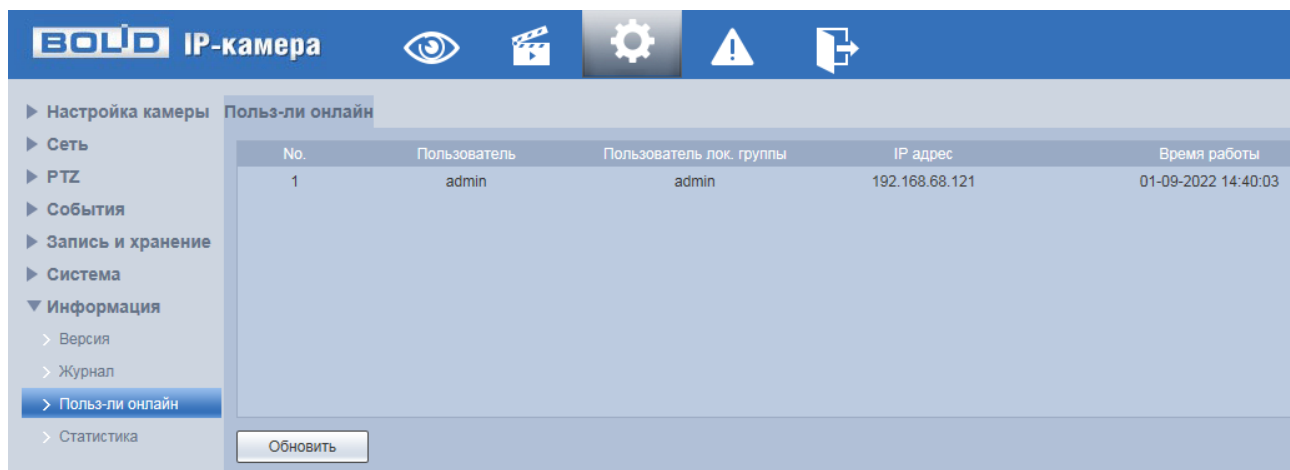 BOLID IP-камера
Настройка камеры
Сеть
PTZ
События
Запись и хранение
Система
Информация
Версия
Журнал
Польз-ли онлайн
Статистика
Польз-ли онлайн
No. Пользователь Пользователь лок. группы IP адрес Время работы
1 admin admin 192.168.68.121 01-09-2022 14:40:03
Обновить